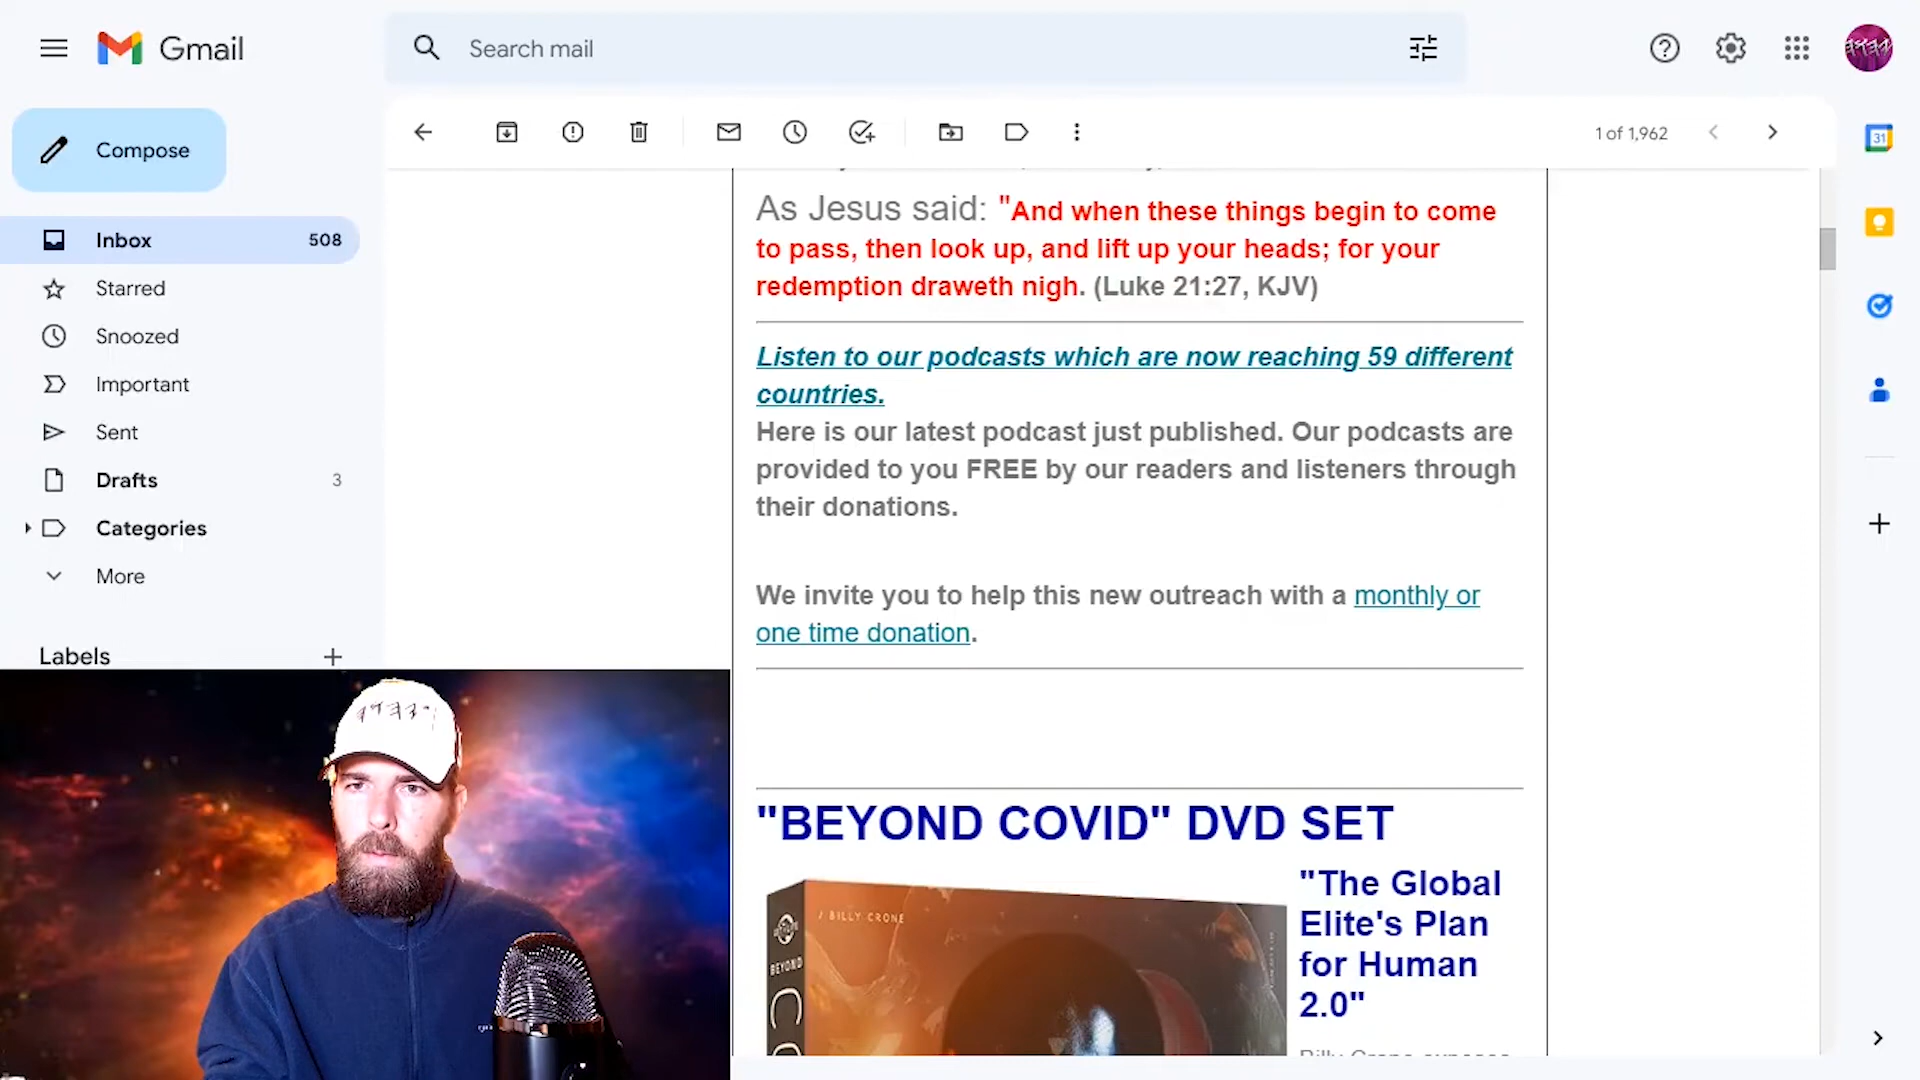 Gmail
Search mail
Compose
1 of 1,962
Inbox 508
Starred
Snoozed
Important
Sent
Drafts 3
Categories
More
Labels
31
As Jesus said: "And when these things begin to come
to pass, then look up, and lift up your heads; for your
redemption draweth nigh. (Luke 21:27, KJV)
Listen to our podcasts which are now reaching 59 different
countries.
Here is our latest podcast just published. Our podcasts are
provided to you FREE by our readers and listeners through
their donations.
We invite you to help this new outreach with a monthly or
one time donation.
"BEYOND COVID" DVD SET
/ BILLY CRONE
BEYOND
"The Global
Elite's Plan
for Human
2.0"